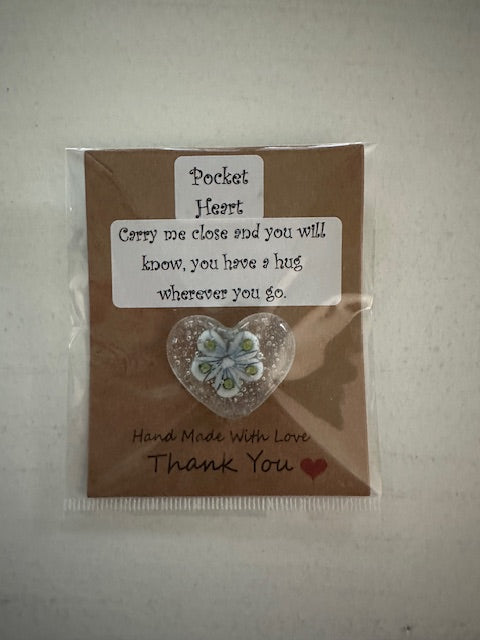 Pocket
Heart
Carry me close and you will
know, you have a hug
wherever you go.
Hand Made With Love
Thank You